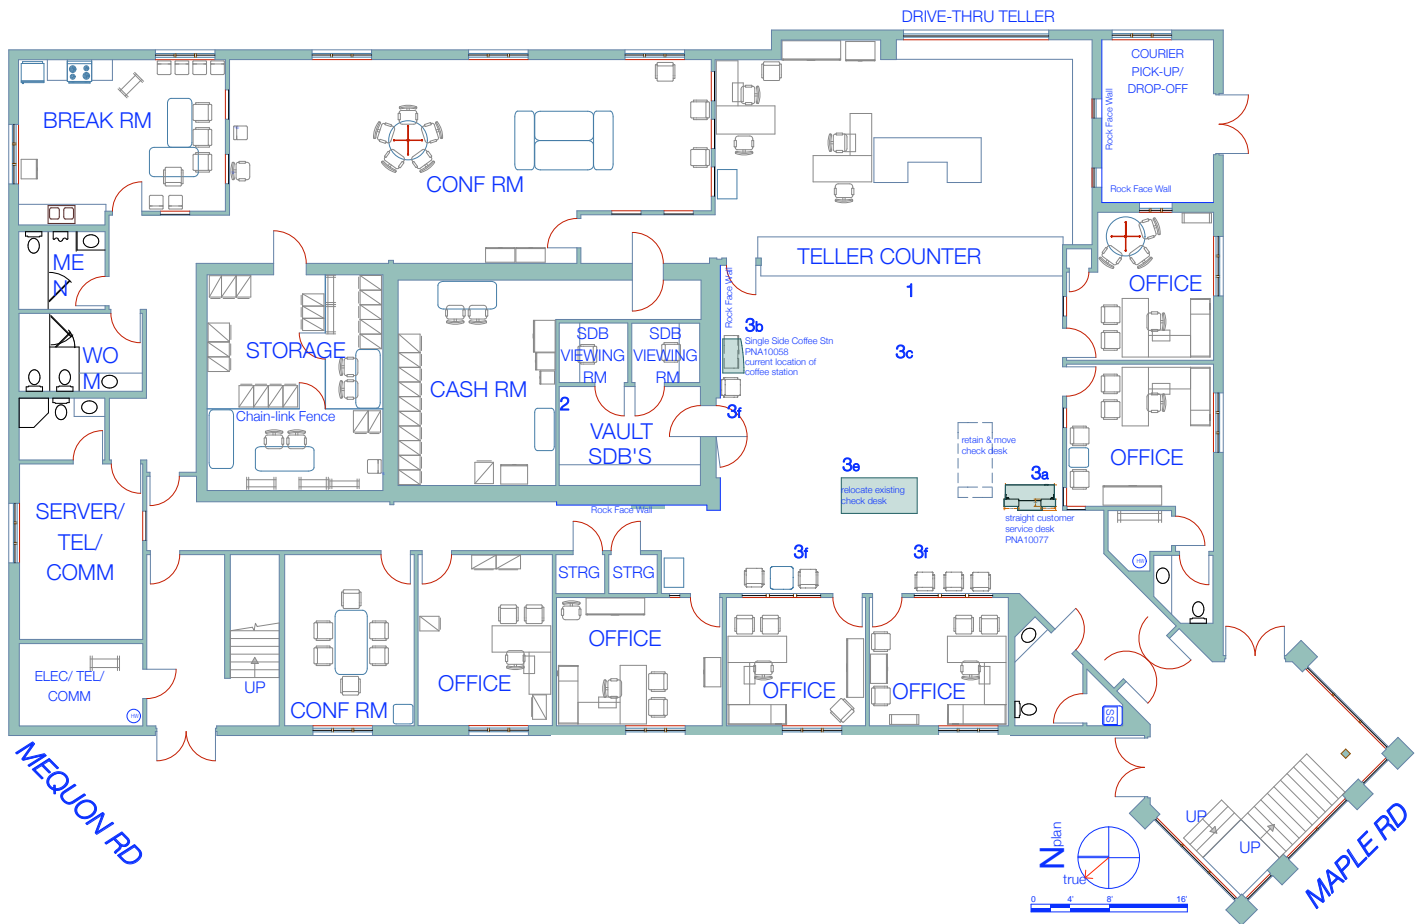 DRIVE-THRU TELLER
COURIER
PICK-UP/
DROP-OFF
Rock Face Wall
Rock Face Wall
BREAK RM
CONF RM
TELLER COUNTER
OFFICE
1
ME
N
Rock Face Wall
3b
Single Side Coffee Stn
PNA10058
current location of
coffee station
3c
STORAGE
SDB
VIEWING
RM
SDB
VIEWING
RM
WO
M
CASH RM
2
3f
Chain-link Fence
VAULT
SDB'S
retain & move
check desk
OFFICE
3e
relocate existing
check desk
3a
straight customer
service desk
PNA10077
Rock Face Wall
SERVER/
TEL/
COMM
3f
3f
HW
STRG
STRG
OFFICE
ELEC/ TEL/
COMM
HW
UP
CONF RM
OFFICE
OFFICE
OFFICE
SS
MEQUON RD
UP
UP
MAPLE RD
N
plan
true
0 4' 8' 16'